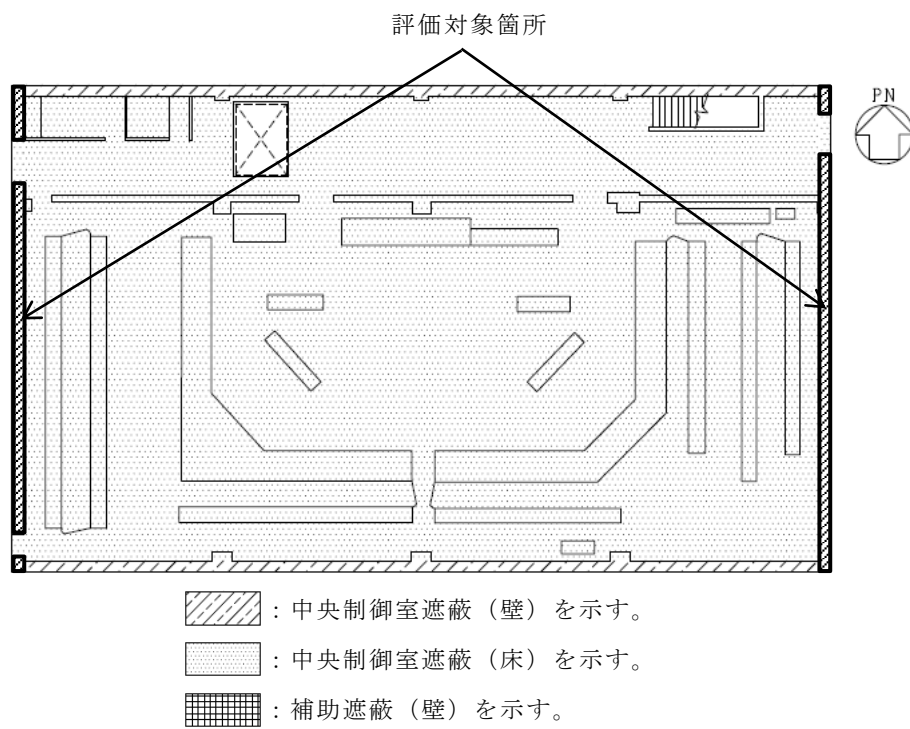 評価対象箇所
PN
：中央制御室遮蔽（壁）を示す。
：中央制御室遮蔽（床）を示す。
：補助遮蔽（壁）を示す。